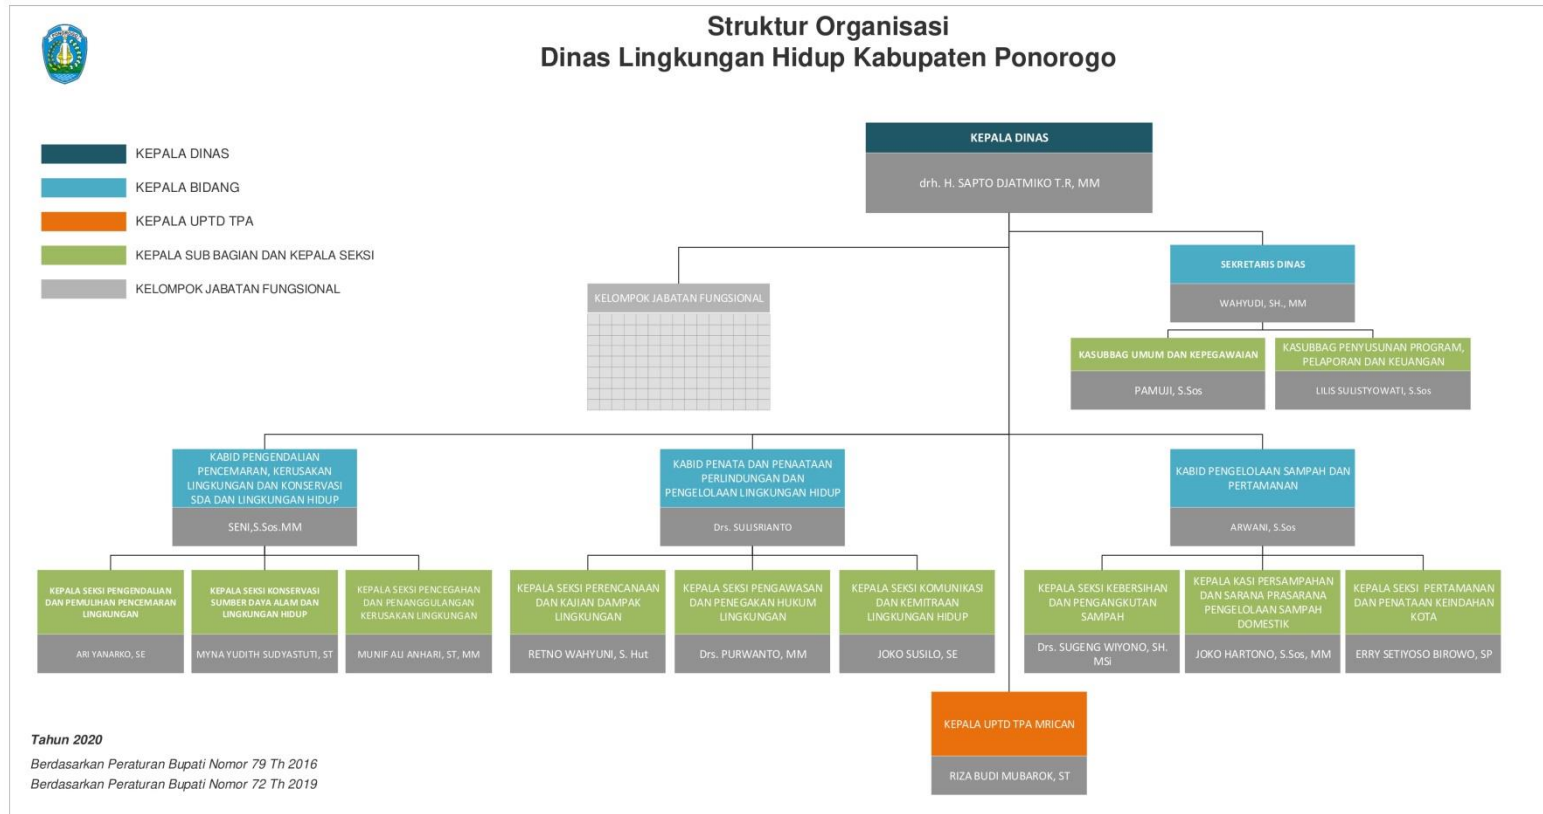 Struktur Organisasi
Dinas Lingkungan Hidup Kabupaten Ponorogo
KEPALA DINAS
KEPALA BIDANG
KEPALA UPTD TPA
KEPALA SUB BAGIAN DAN KEPALA SEKSI
KELOMPOK JABATAN FUNGSIONAL
KEPALA DINAS
drh. H. SAPTO DJATMIKO T.R, MM
SEKRETARIS DINAS
WAHYUDI, SH., MM
KELOMPOK JABATAN FUNGSIONAL
KASUBBAG UMUM DAN KEPEGAWAIAN
PAMUJI, S.Sos
KASUBBAG PENYUSUNAN PROGRAM,
PELAPORAN DAN KEUANGAN
LILIS SULISTYOWATI, S.Sos
KABID PENGENDALIAN
PENCEMARAN, KERUSAKAN
LINGKUNGAN DAN KONSERVASI
SDA DAN LINGKUNGAN HIDUP
SENI,S.Sos.MM
KABID PENATA DAN PENAATAAN
PERLINDUNGAN DAN
PENGELOLAAN LINGKUNGAN HIDUP
Drs. SULISRIANTO
KABID PENGELOLAAN SAMPAH DAN
PERTAMANAN
ARWANI, S.Sos
KEPALA SEKSI PENGENDALIAN
DAN PEMULIHAN PENCEMARAN
LINGKUNGAN
ARI YANARKO, SE
KEPALA SEKSI KONSERVASI
SUMBER DAYA ALAM DAN
LINGKUNGAN HIDUP
MYNA YUDITH SUDYASTUTI, ST
KEPALA SEKSI PENCEGAHAN
DAN PENANGGULANGAN
KERUSAKAN LINGKUNGAN
MUNIF ALI ANHARI, ST, MM
KEPALA SEKSI PERENCANAAN
DAN KAJIAN DAMPAK
LINGKUNGAN
RETNO WAHYUNI, S. Hut
KEPALA SEKSI PENGAWASAN
DAN PENEGAKAN HUKUM
LINGKUNGAN
Drs. PURWANTO, MM
KEPALA SEKSI KOMUNIKASI
DAN KEMITRAAN
LINGKUNGAN HIDUP
JOKO SUSILO, SE
KEPALA SEKSI KEBERSIHAN
DAN PENGANGKUTAN
SAMPAH
Drs. SUGENG WIYONO, SH.
MSi
KEPALA KASI PERSAMPAHAN
DAN SARANA PRASARANA
PENGELOLAAN SAMPAH
DOMESTIK
JOKO HARTONO, S.Sos, MM
KEPALA SEKSI PERTAMANAN
DAN PENATAAN KEINDAHAN
KOTA
ERRY SETIYOSO BIROWO, SP
KEPALA UPTD TPA MRICAN
RIZA BUDI MUBAROK, ST
Tahun 2020
Berdasarkan Peraturan Bupati Nomor 79 Th 2016
Berdasarkan Peraturan Bupati Nomor 72 Th 2019